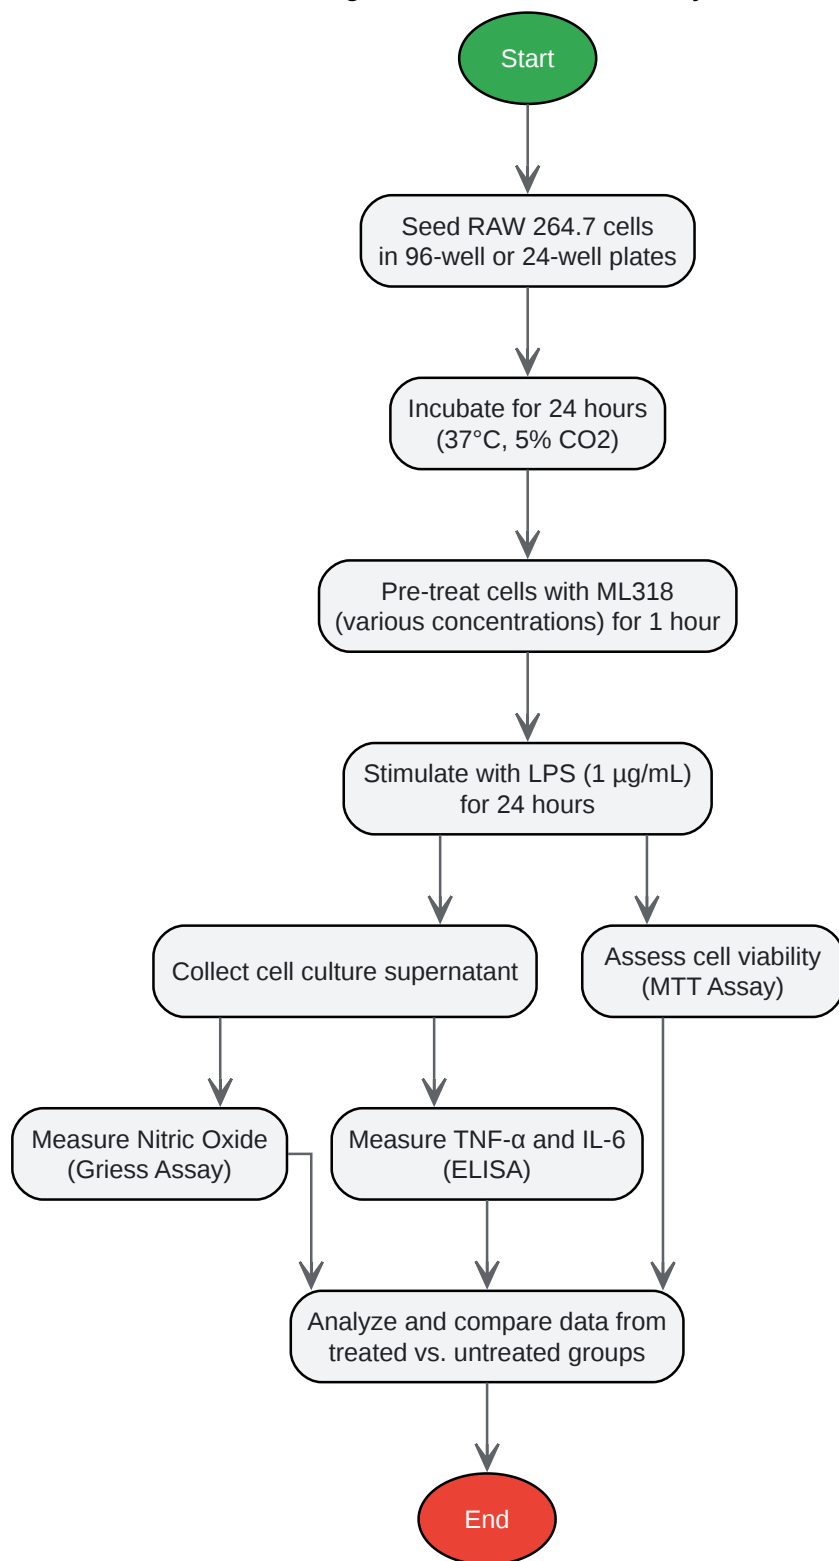 Start
Seed RAW 264.7 cells
in 96-well or 24-well plates
Incubate for 24 hours
(37°C, 5% CO2)
Pre-treat cells with ML318
(various concentrations) for 1 hour
Stimulate with LPS (1 µg/mL)
for 24 hours
Collect cell culture supernatant
Assess cell viability
(MTT Assay)
Measure Nitric Oxide
(Griess Assay)
Measure TNF-α and IL-6
(ELISA)
Analyze and compare data from
treated vs. untreated groups
End